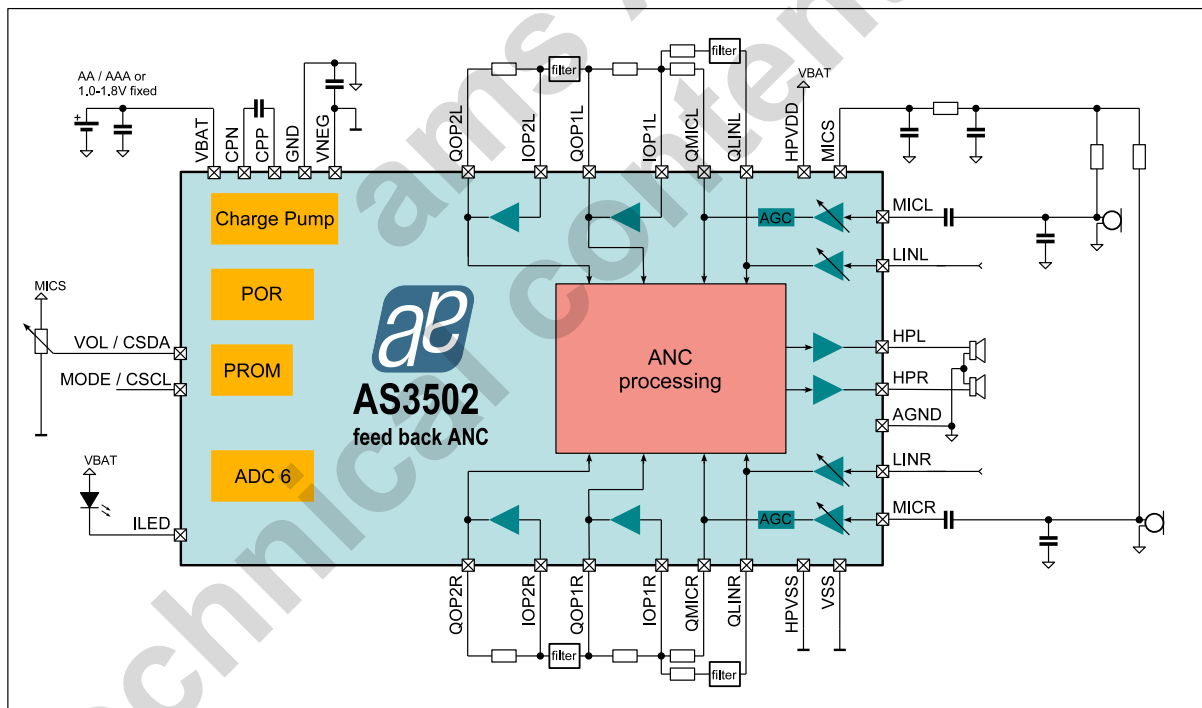 ams A
technical content
AA / AAA or
1.0-1.8V fixed
VBAT
CPN
CPP
GND
VNEG
QOP2L
IOP2L
QOP1L
IOP1L
QMICL
QLINL
HPVDD
MICS
filter
filter
VBAT
Charge Pump
POR
PROM
ADC 6
MICS
VOL / CSDA
MODE / CSCL
VBAT
ILED
AS3502
feed back ANC
ANC
processing
AGC
AGC
MICL
LINL
HPL
HPR
AGND
LINR
MICR
QOP2R
IOP2R
QOP1R
IOP1R
QMICR
QLINR
HPVSS
VSS
filter
filter